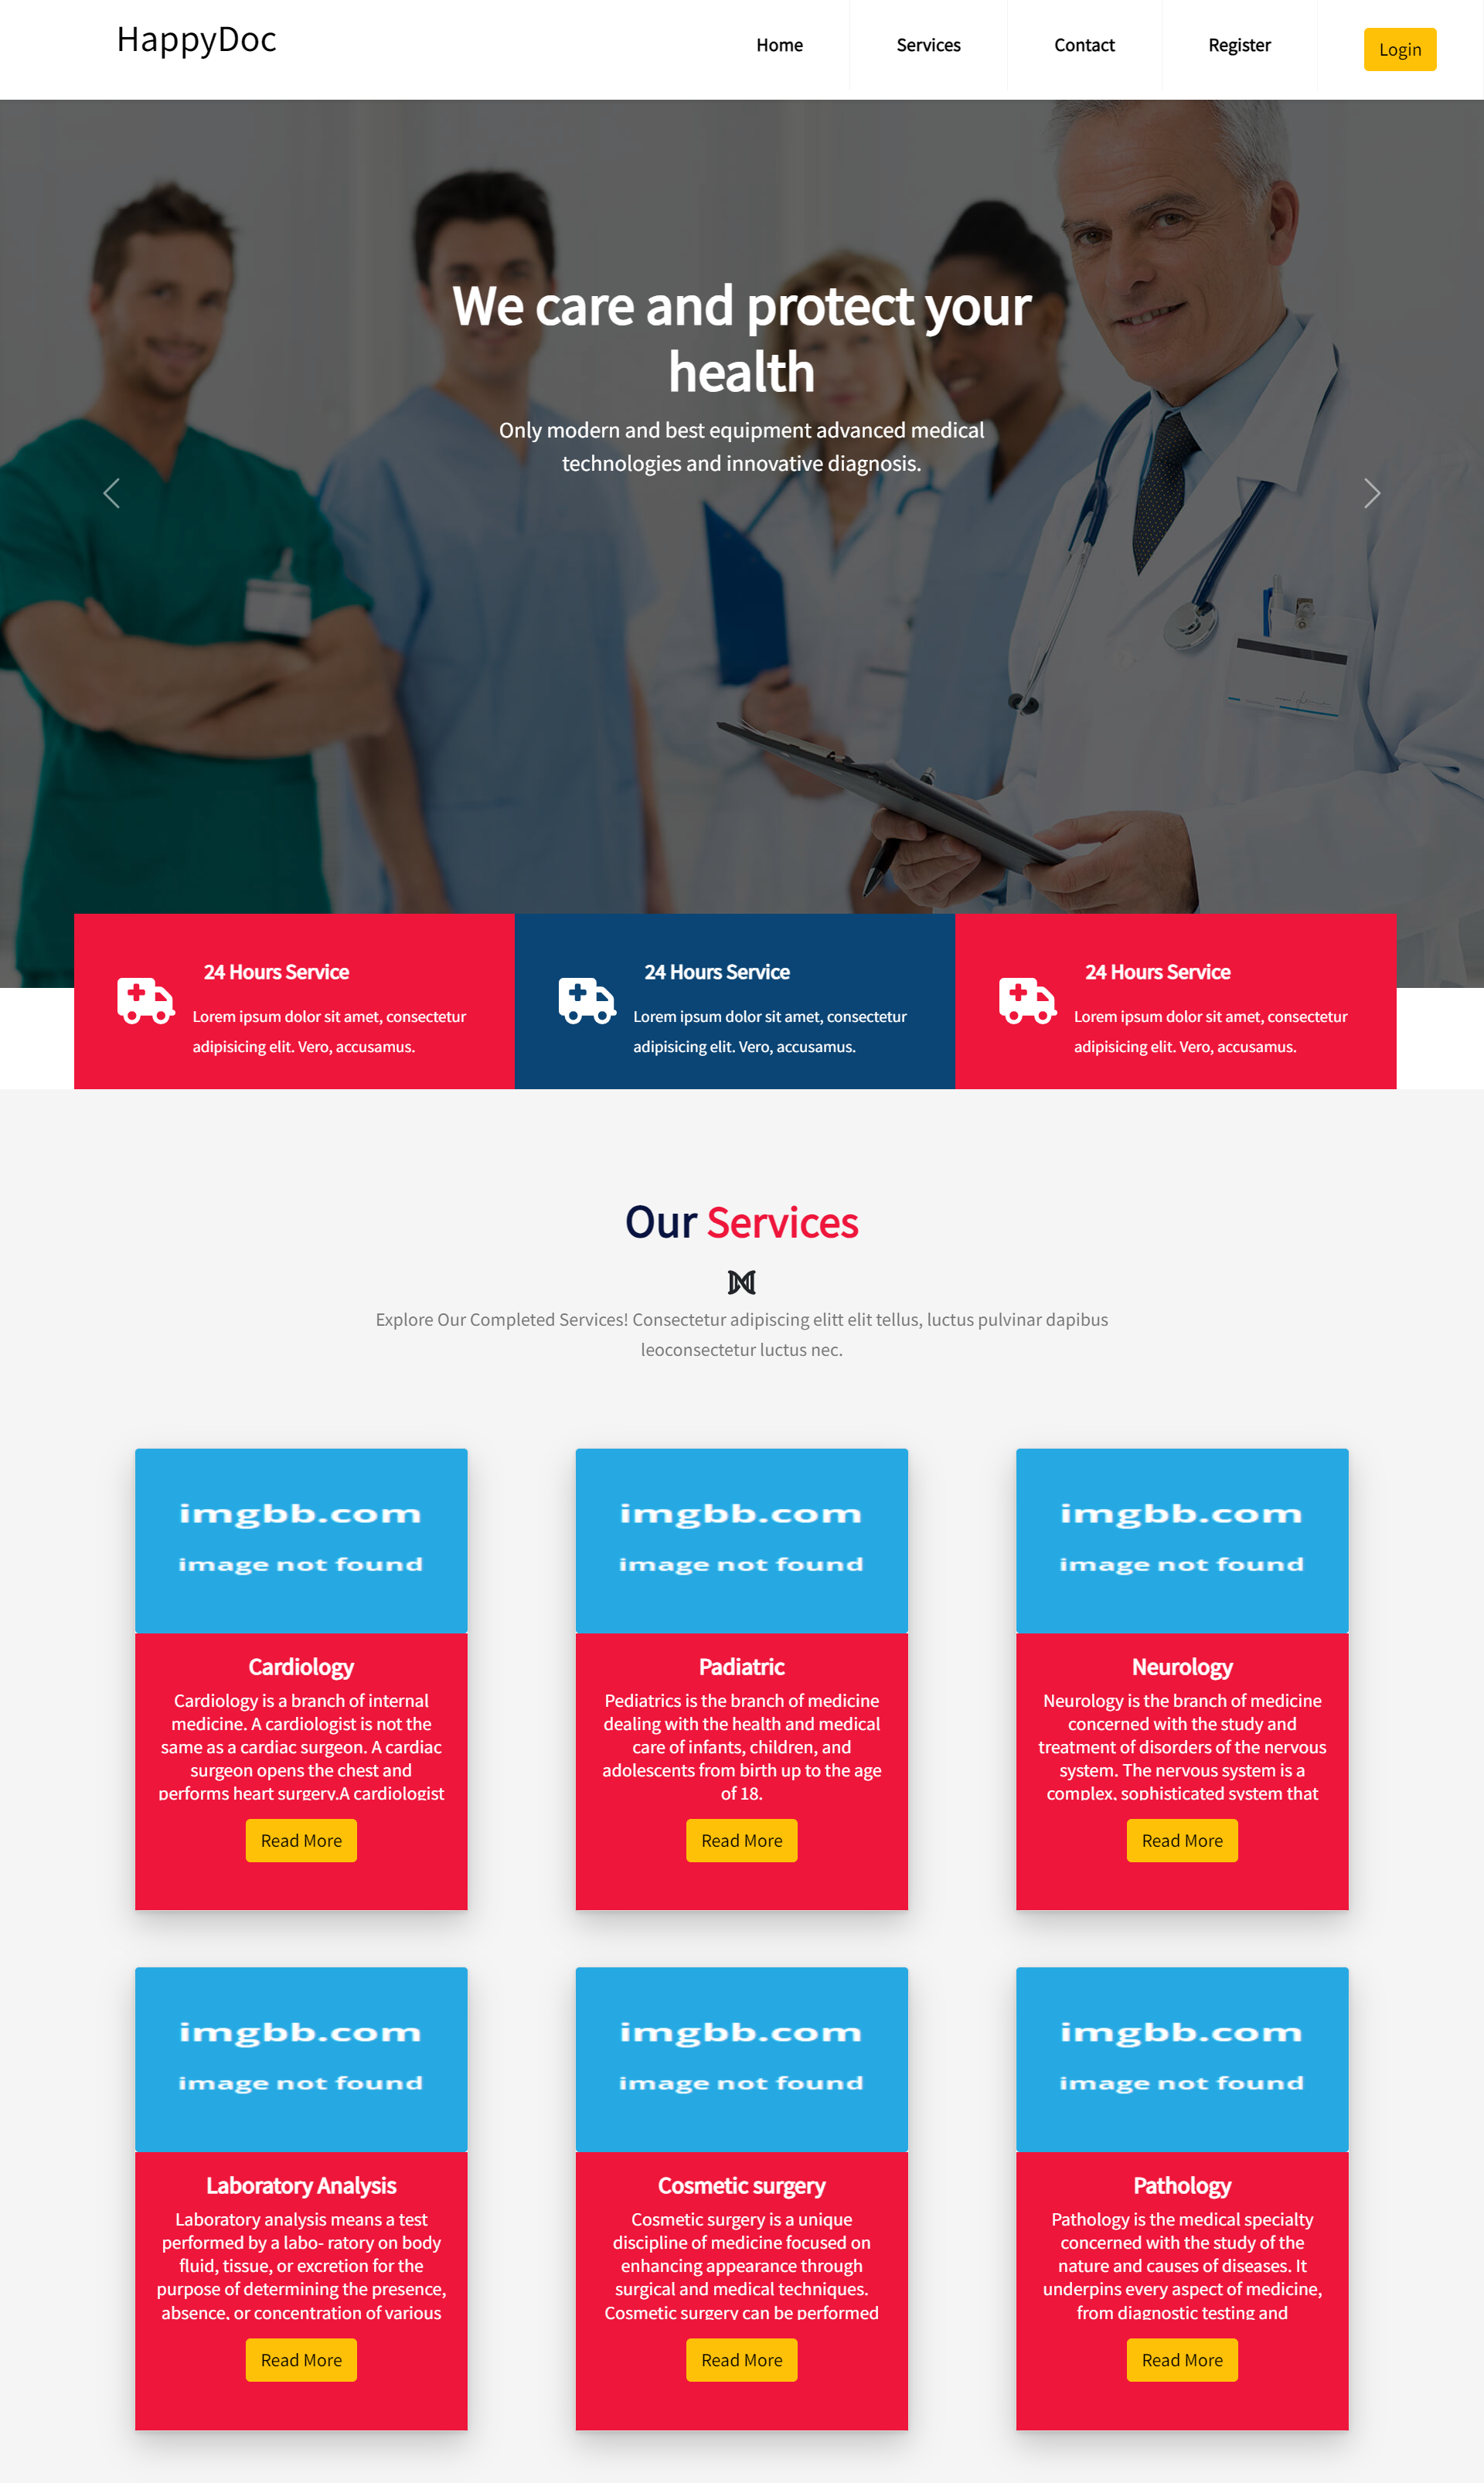 HappyDoc
Home
Services
Contact
Register
Login
We care and protect your
health
Only modern and best equipment advanced medical
technologies and innovative diagnosis.
24 Hours Service
Lorem ipsum dolor sit amet, consectetur
adipisicing elit. Vero, accusamus.
24 Hours Service
Lorem ipsum dolor sit amet, consectetur
adipisicing elit. Vero, accusamus.
24 Hours Service
Lorem ipsum dolor sit amet, consectetur
adipisicing elit. Vero, accusamus.
Our Services
Explore Our Completed Services! Consectetur adipiscing elitt elit tellus, luctus pulvinar dapibus
leoconsectetur luctus nec.
imgbb.com
image not found
Cardiology
Cardiology is a branch of internal
medicine. A cardiologist is not the
same as a cardiac surgeon. A cardiac
surgeon opens the chest and
performs heart surgery.A cardiologist
Read More
imgbb.com
image not found
Padiatric
Pediatrics is the branch of medicine
dealing with the health and medical
care of infants, children, and
adolescents from birth up to the age
of 18.
Read More
imgbb.com
image not found
Neurology
Neurology is the branch of medicine
concerned with the study and
treatment of disorders of the nervous
system. The nervous system is a
complex, sophisticated system that
Read More
imgbb.com
image not found
Laboratory Analysis
Laboratory analysis means a test
performed by a labo- ratory on body
fluid, tissue, or excretion for the
purpose of determining the presence,
absence, or concentration of various
Read More
imgbb.com
image not found
Cosmetic surgery
Cosmetic surgery is a unique
discipline of medicine focused on
enhancing appearance through
surgical and medical techniques.
Cosmetic surgery can be performed
Read More
imgbb.com
image not found
Pathology
Pathology is the medical specialty
concerned with the study of the
nature and causes of diseases. It
underpins every aspect of medicine,
from diagnostic testing and
Read More